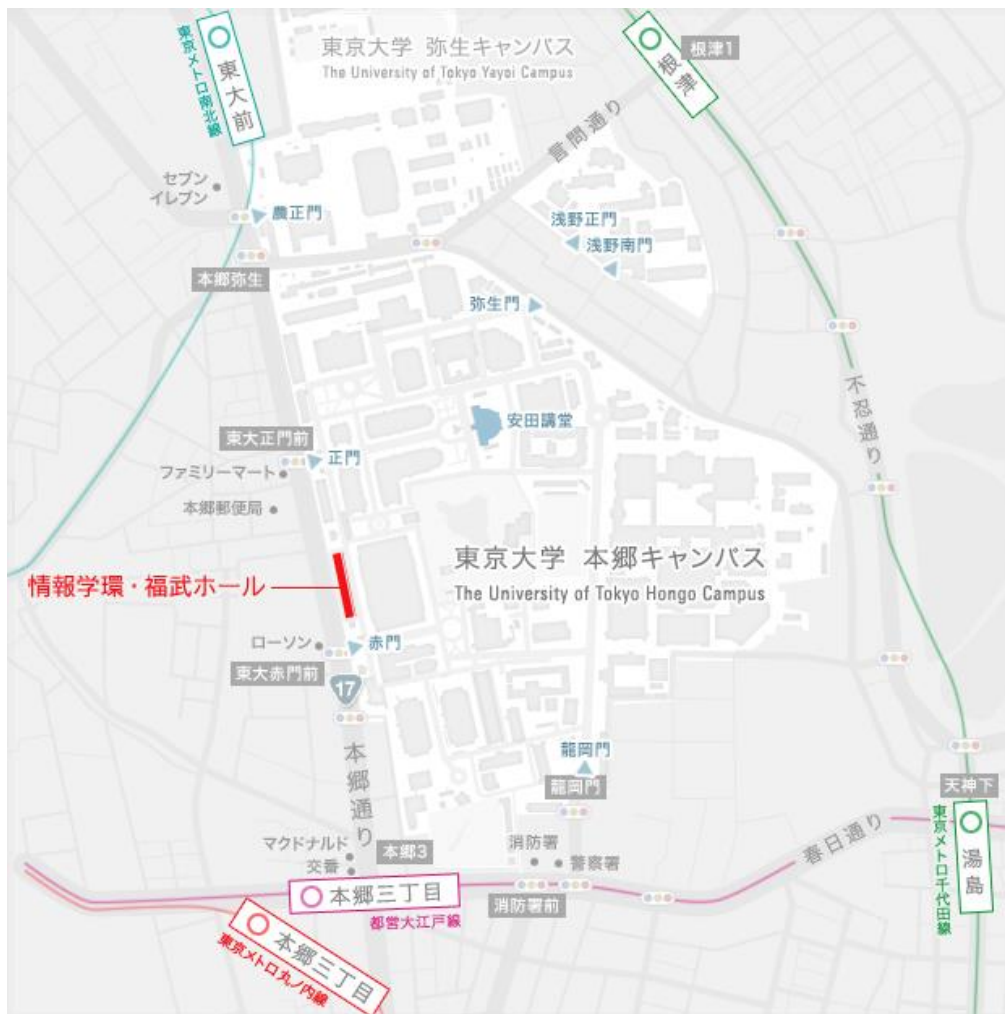 東京大学 弥生キャンパス
The University of Tokyo Yayoi Campus
東大前
東京メトロ南北線
根津
根津1
言問通り
セブン
イレブン
農正門
浅野正門
浅野南門
本郷弥生
弥生門
不忍通り
安田講堂
東大正門前
正門
ファミリーマート
本郷郵便局
東京大学 本郷キャンパス
The University of Tokyo Hongo Campus
情報学環・福武ホール
ローソン
赤門
東大赤門前
17
本郷通り
龍岡門
龍岡門
天神下
湯島
東京メトロ千代田線
春日通り
マクドナルド
交番
本郷3
消防署
警察署
本郷三丁目
都営大江戸線
消防署前
本郷三丁目
東京メトロ丸ノ内線